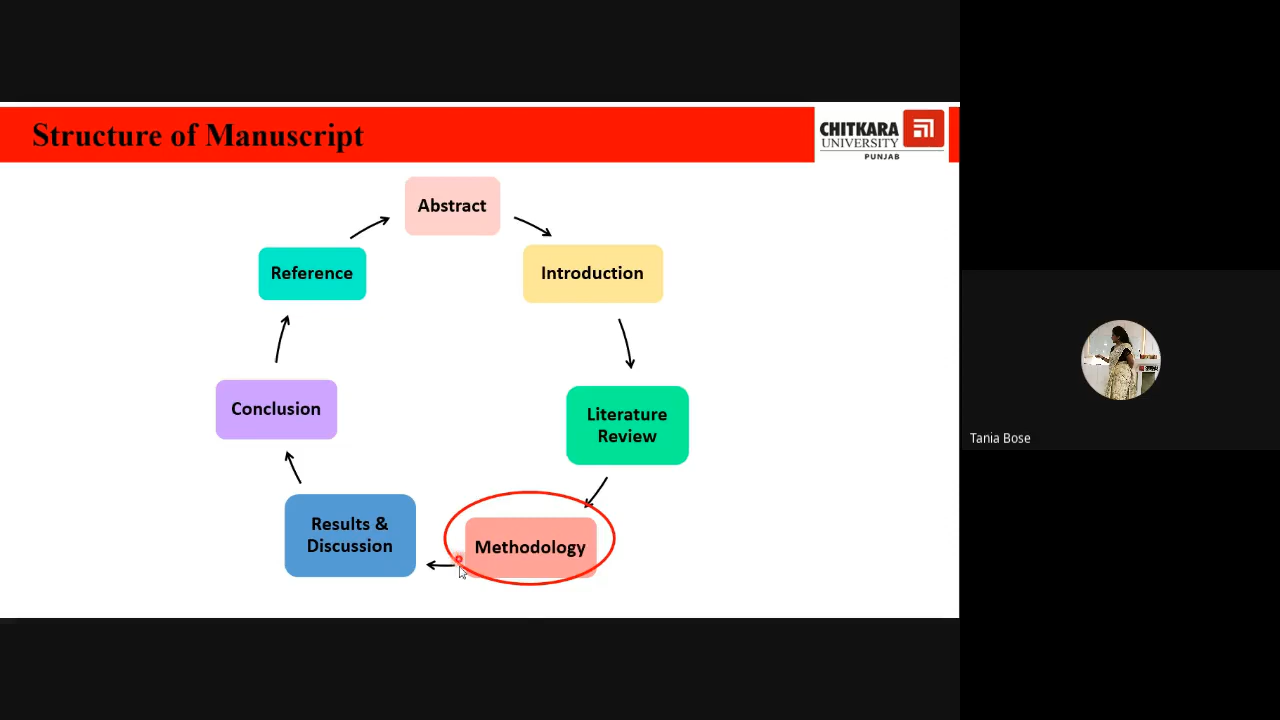 Structure of Manuscript
CHITKARA
UNIVERSITY
PUNJAB
Abstract
Reference
Introduction
Conclusion
Literature
Review
Results &
Discussion
Methodology
Tania Bose